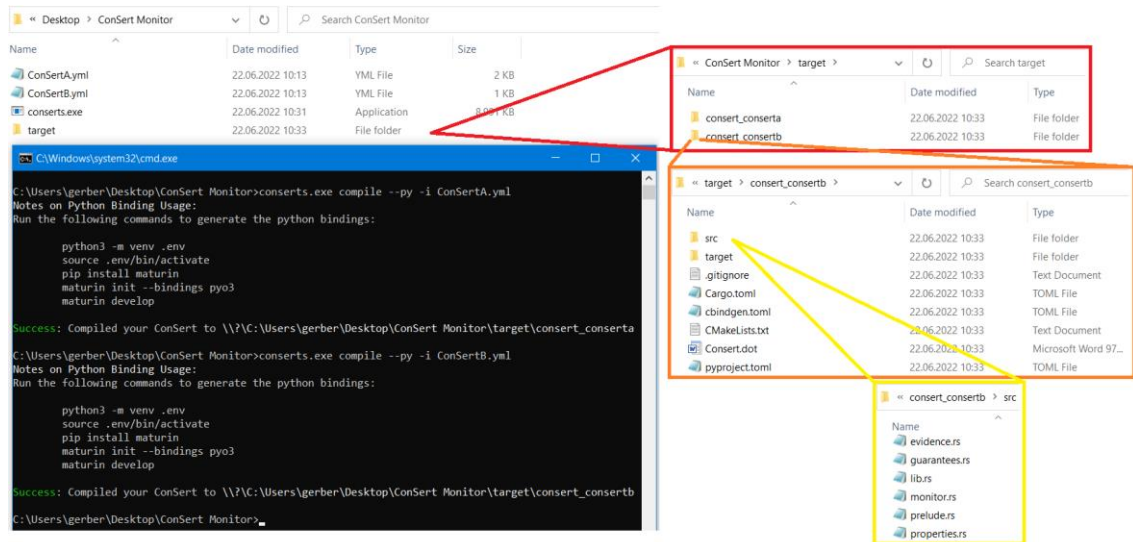 « Desktop > ConSert Monitor
Search ConSert Monitor
Name Date modified Type Size
ConSertA.yml 22.06.2022 10:13 YML File 2 KB
ConSertB.yml 22.06.2022 10:13 YML File 1 KB
conserts.exe 22.06.2022 10:31 Application KB
target 22.06.2022 10:33 File folder
C:\Windows\system32\cmd.exe
C:\Users\gerber\Desktop\ConSert Monitor>conserts.exe compile --py -i ConSertA.yml
Notes on Python Binding Usage:
Run the following commands to generate the python bindings:
python3 -m venv .env
source .env/bin/activate
pip install maturin
maturin init --bindings pyo3
maturin develop
Success: Compiled your ConSert to \\?\C:\Users\gerber\Desktop\ConSert Monitor\target\consert_conserta
C:\Users\gerber\Desktop\ConSert Monitor>conserts.exe compile --py -i ConSertB.yml
Notes on Python Binding Usage:
Run the following commands to generate the python bindings:
python3 -m venv .env
source .env/bin/activate
pip install maturin
maturin init --bindings pyo3
maturin develop
Success: Compiled your ConSert to \\?\C:\Users\gerber\Desktop\ConSert Monitor\target\consert_consertb
C:\Users\gerber\Desktop\ConSert Monitor>
« ConSert Monitor > target >
Search target
Name Date modified Type
consert_conserta 22.06.2022 10:33 File folder
consert_consertb 22.06.2022 10:33 File folder
« target > consert_consertb >
Search consert_consertb
Name Date modified Type
src 22.06.2022 10:33 File folder
target 22.06.2022 10:33 File folder
.gitignore 22.06.2022 10:33 Text Document
Cargo.toml 22.06.2022 10:33 TOML File
cbindgen.toml 22.06.2022 10:33 TOML File
CMakeLists.txt 22.06.2022 10:33 Text Document
Consert.dot 22.06.2022 10:33 Microsoft Word 97...
pyproject.toml 22.06.2022 10:33 TOML File
« consert_consertb > src
Name
evidence.rs
guarantees.rs
lib.rs
monitor.rs
prelude.rs
properties.rs